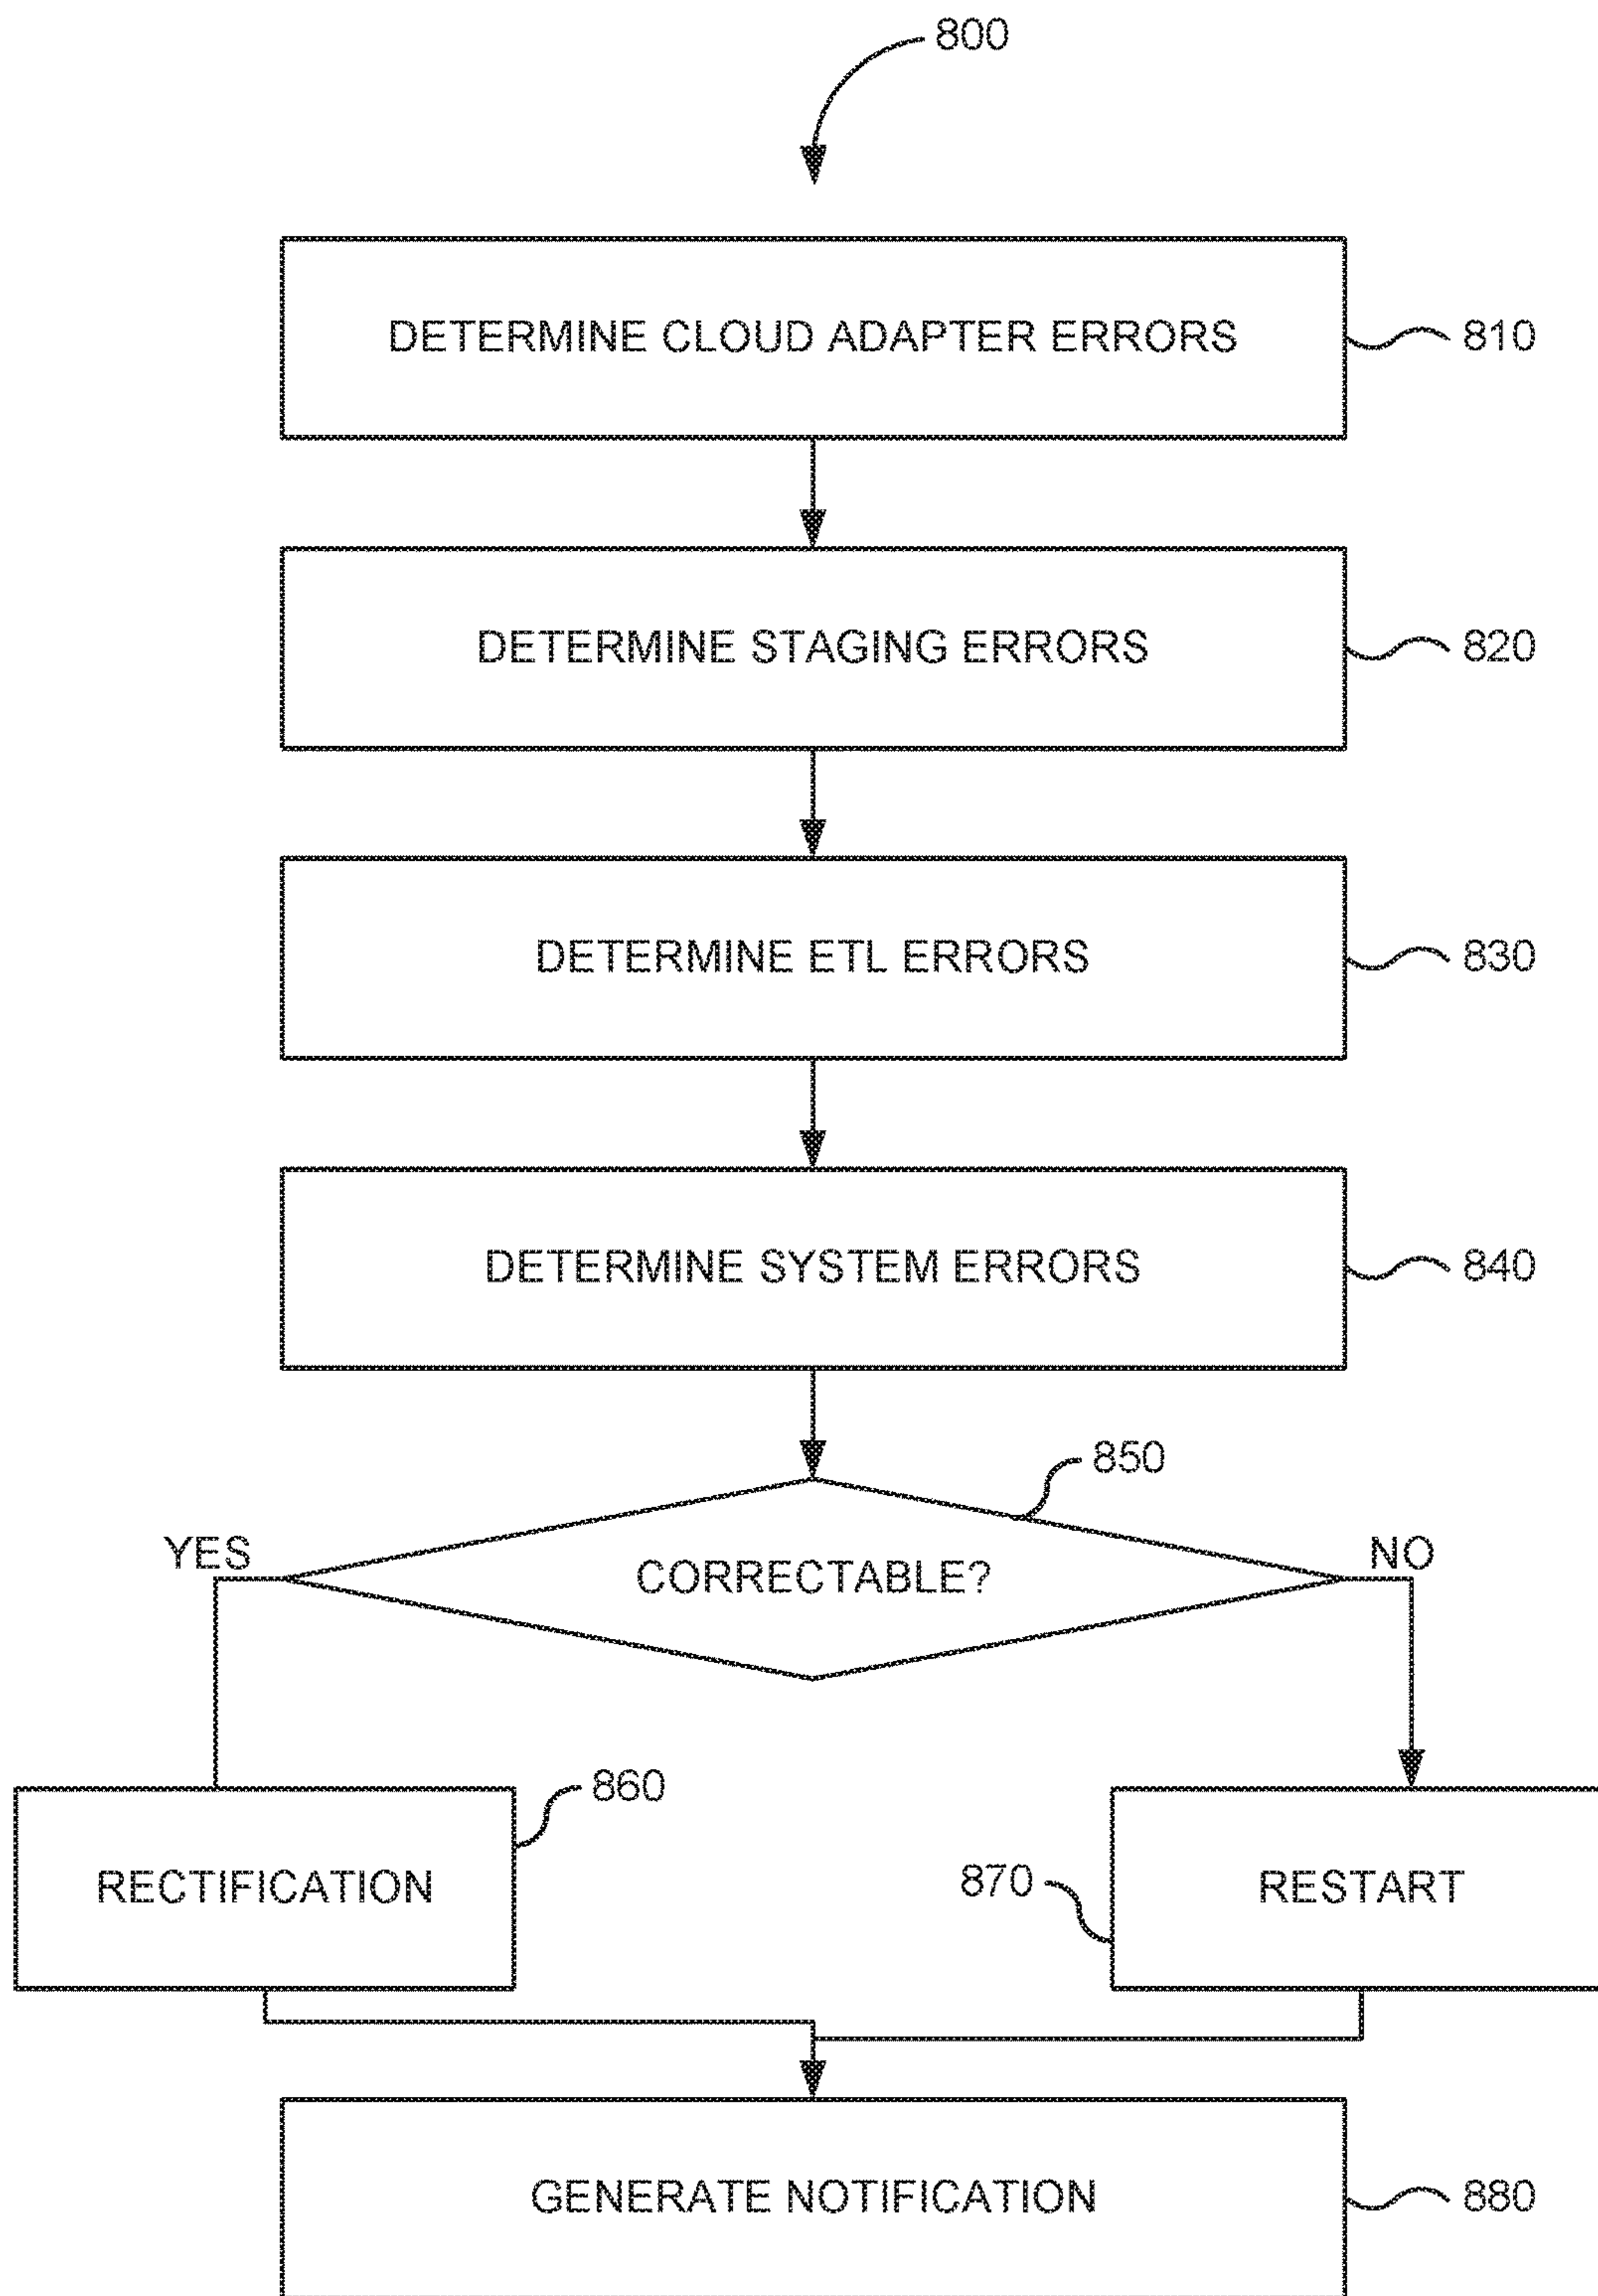 800
DETERMINE CLOUD ADAPTER ERRORS
810
DETERMINE STAGING ERRORS
820
DETERMINE ETL ERRORS
830
DETERMINE SYSTEM ERRORS
840
850
YES
CORRECTABLE?
NO
860
RECTIFICATION
870
RESTART
GENERATE NOTIFICATION
880